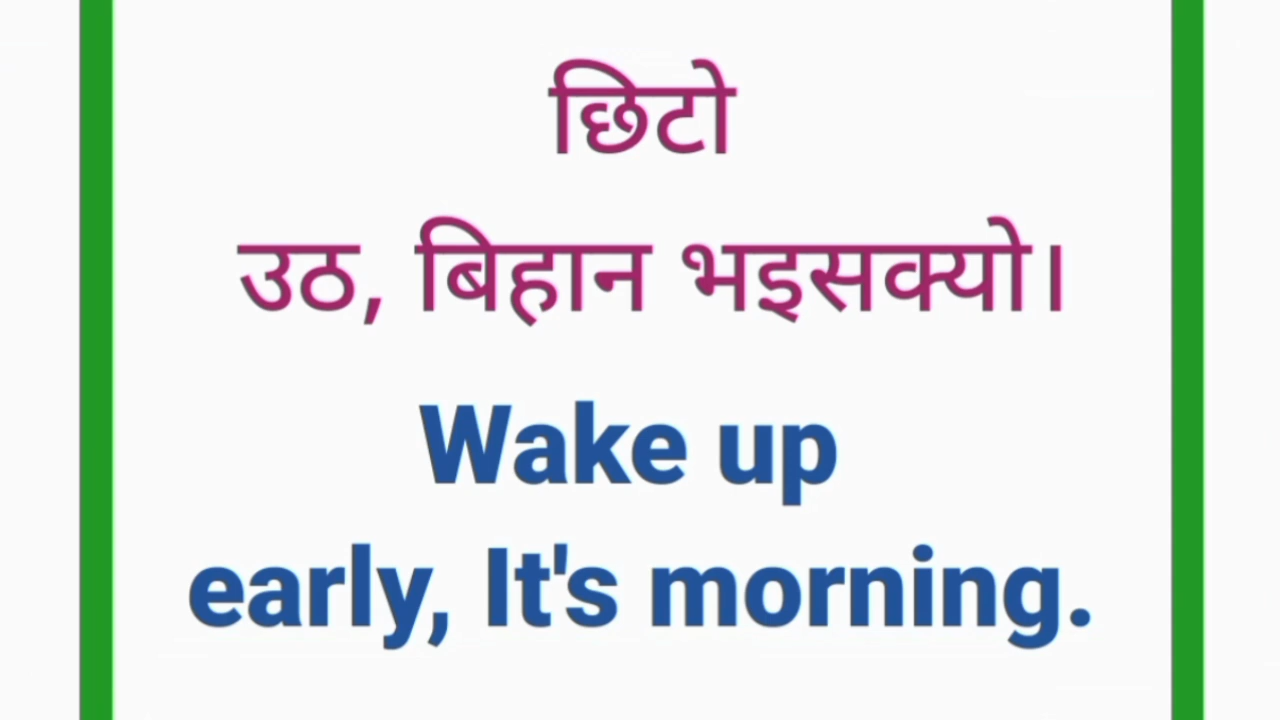 छिटो
उठ, बिहान भइसक्यो।
Wake up
early, It's morning.